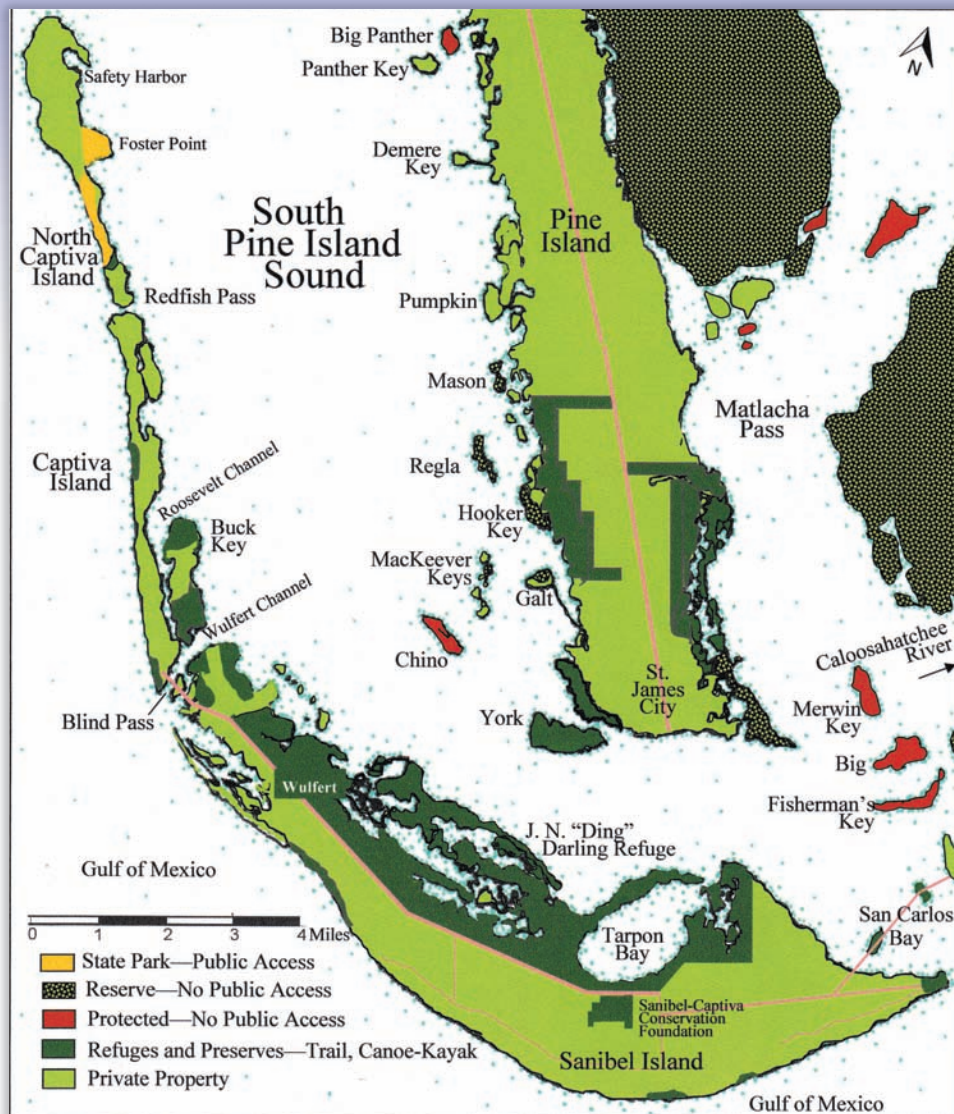 Big Panther
Panther Key
N
Safety Harbor
Foster Point
Demere
Key
South
Pine Island
Sound
Pine
Island
North
Captiva
Island
Redfish Pass
Pumpkin
Mason
Matlacha
Pass
Captiva
Island
Roosevelt Channel
Regla
Buck
Key
Hooker
Key
MacKeever
Keys
Galt
Wulfert Channel
Chino
Caloosahatchee
River
St.
James
City
Merwin
Key
Blind Pass
York
Big
Wulfert
Fisherman's
Key
J. N. "Ding"
Darling Refuge
Gulf of Mexico
San Carlos
Bay
Tarpon
Bay
0 1 2 3 4 Miles
State Park—Public Access
Reserve—No Public Access
Protected—No Public Access
Refuges and Preserves—Trail, Canoe-Kayak
Private Property
Sanibel-Captiva
Conservation
Foundation
Sanibel Island
Gulf of Mexico